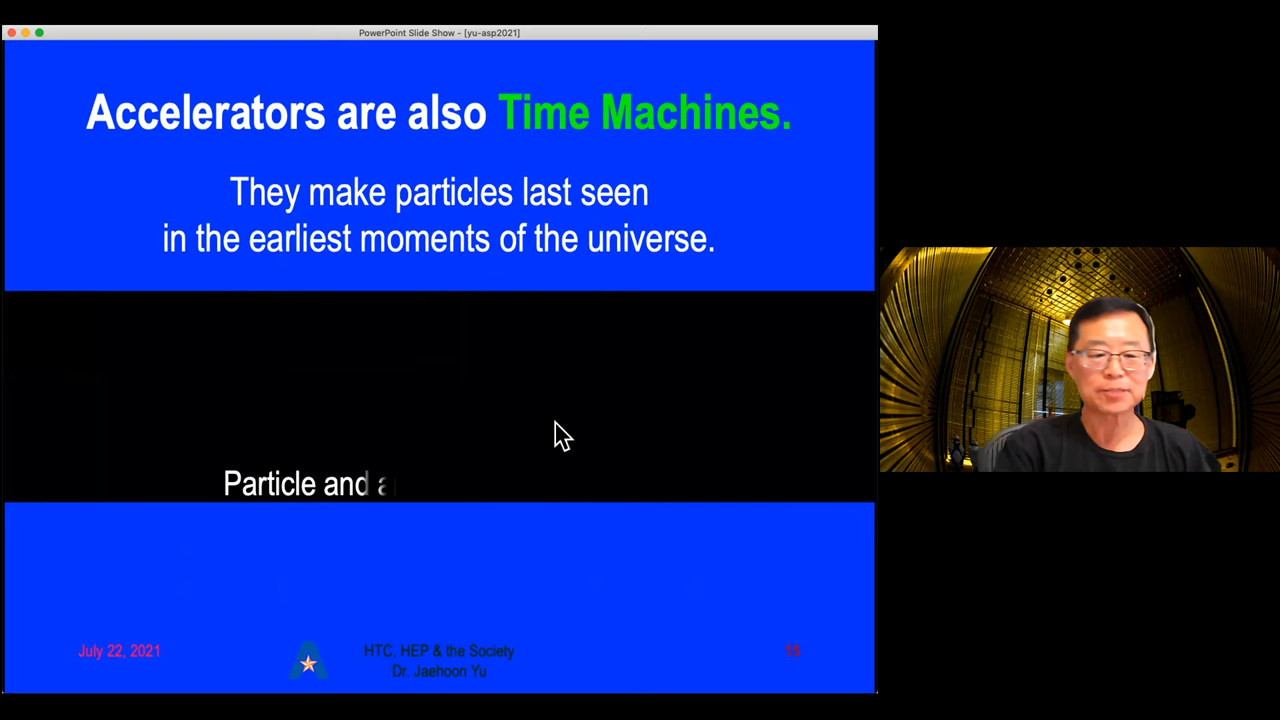 PowerPoint Slide Show - [yu-asp2021]
Accelerators are also Time Machines.
They make particles last seen
in the earliest moments of the universe.
Particle and a
July 22, 2021
HTC, HEP & the Society
Dr. Jaehoon Yu
15